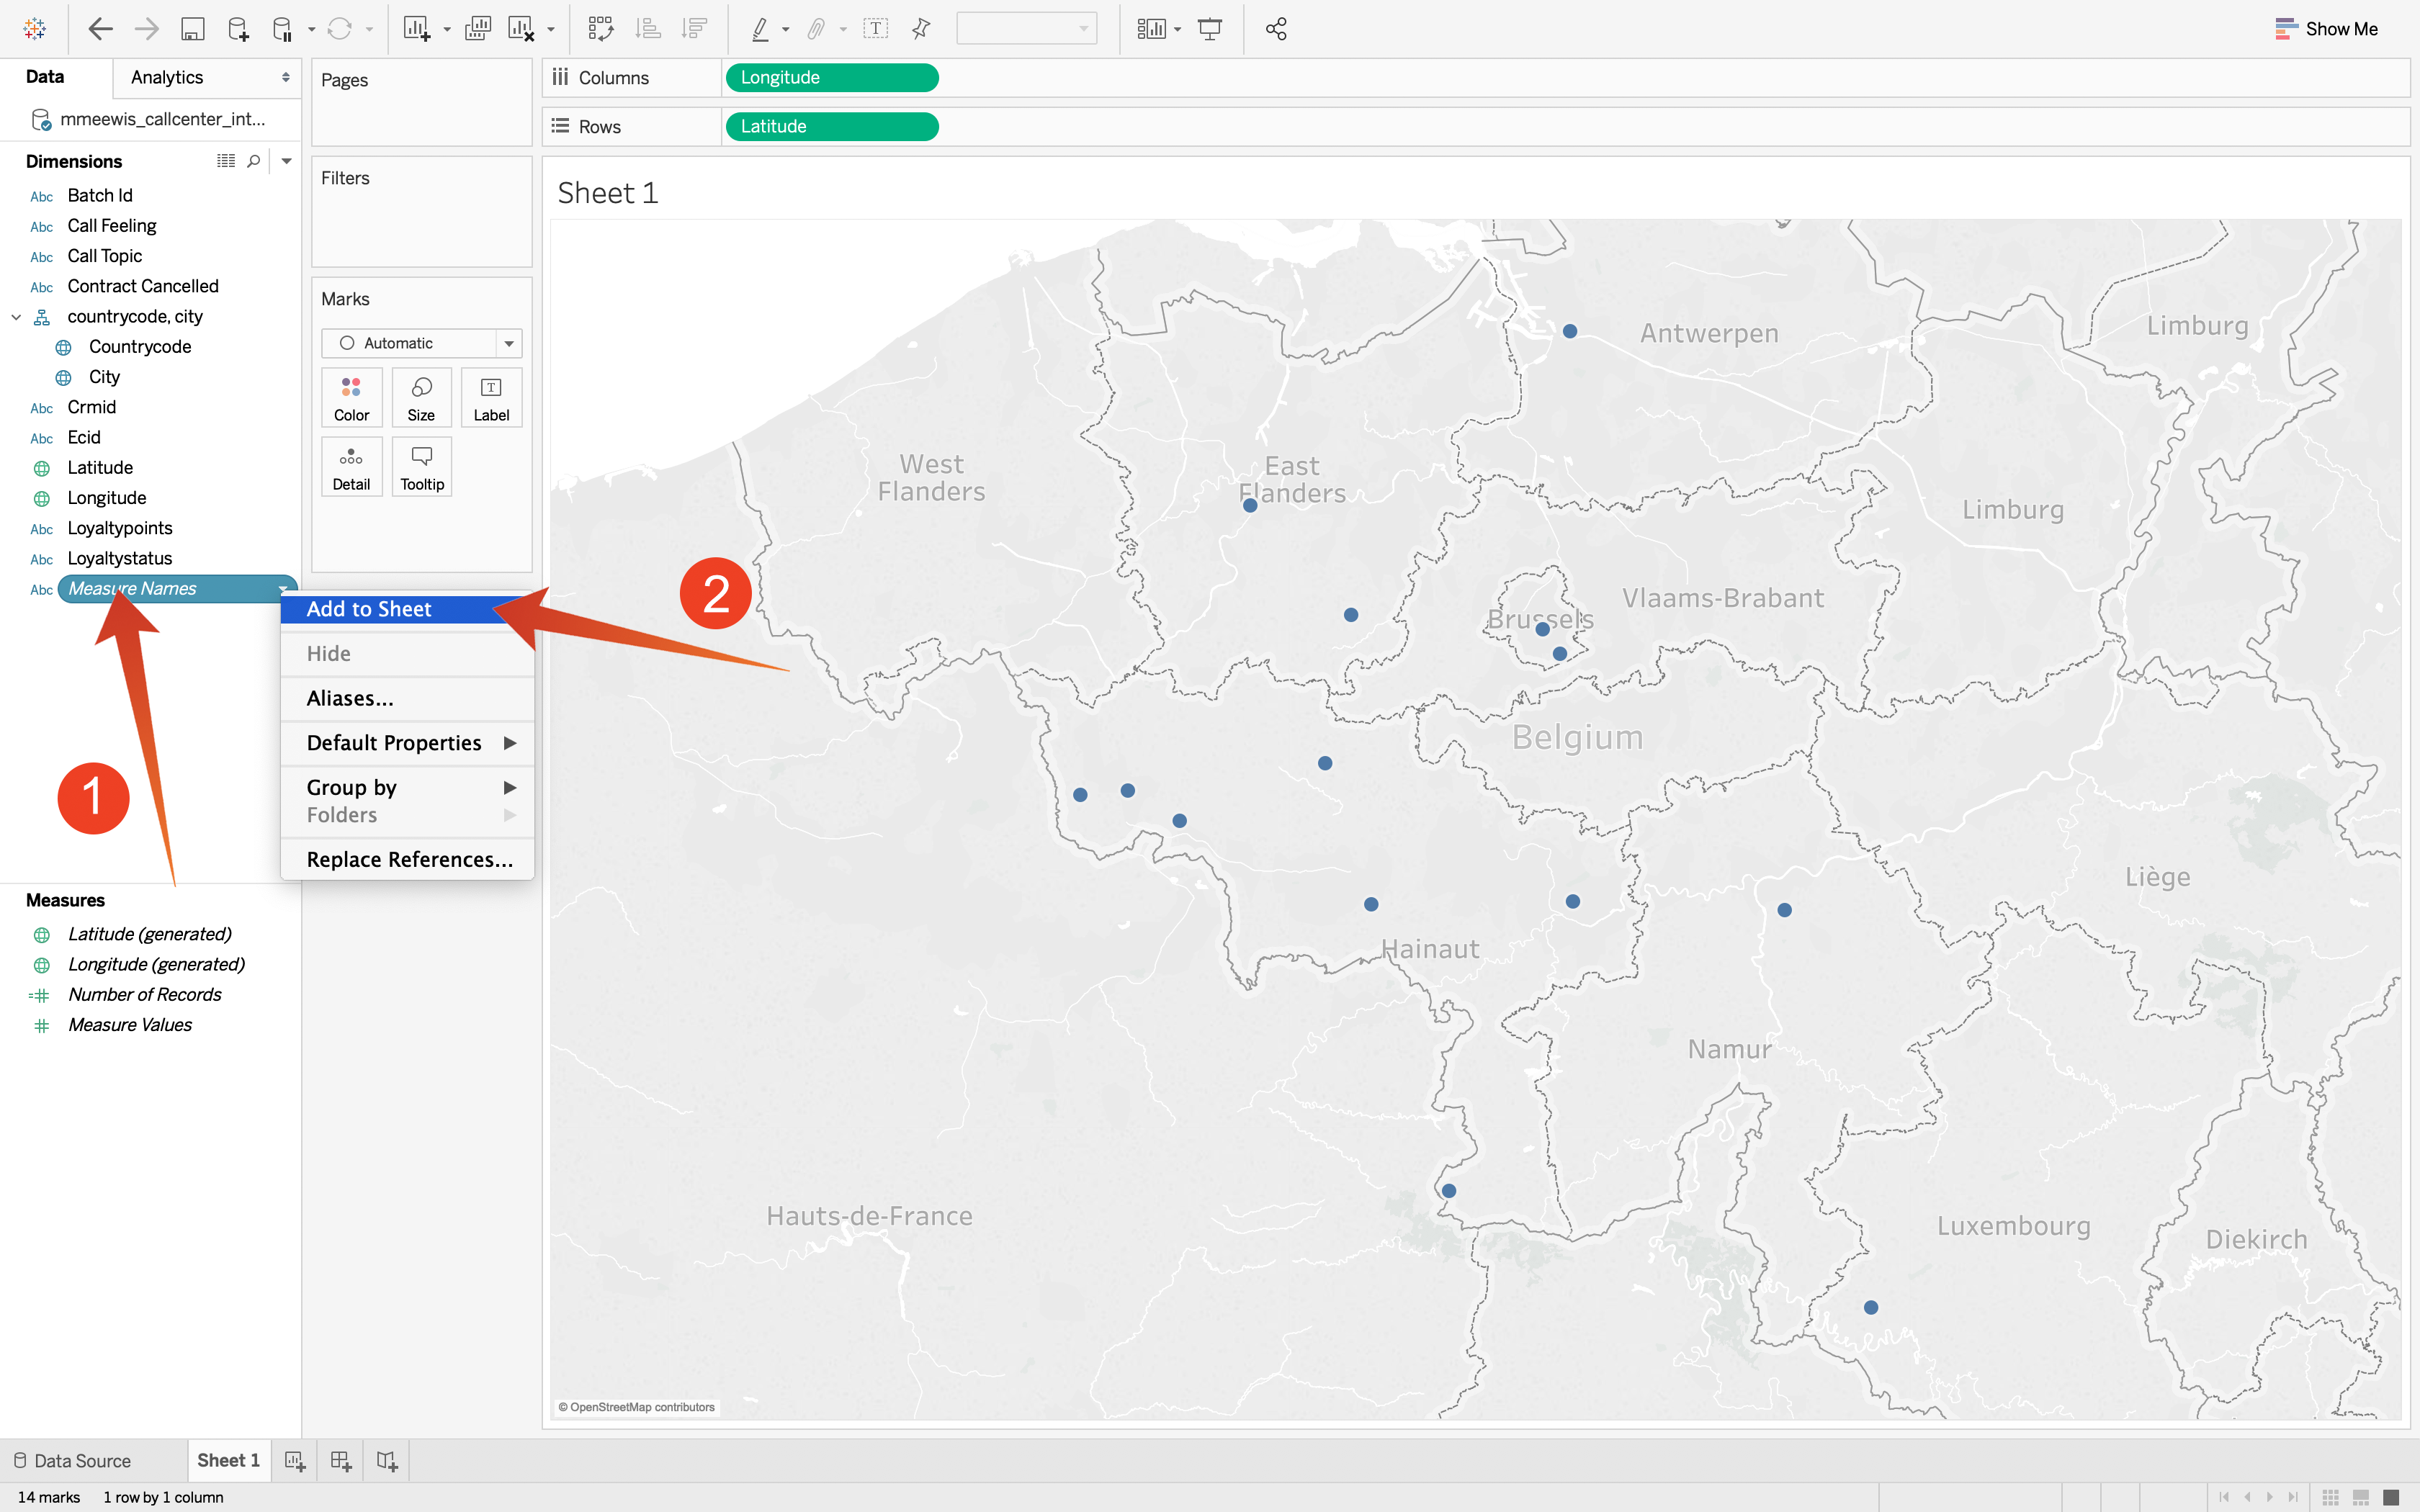 Show Me
Data
Analytics
mmeewis_callcenter_int...
Dimensions
Abc Batch Id
Abc Call Feeling
Abc Call Topic
Abc Contract Cancelled
countrycode, city
Countrycode
City
Abc Crmid
Abc Ecid
Latitude
Longitude
Abc Loyaltypoints
Abc Loyaltystatus
Abc Measure Names
Measures
Latitude (generated)
Longitude (generated)
Number of Records
Measure Values
Pages
Filters
Marks
Automatic
Color
Size
Label
Detail
Tooltip
Add to Sheet
Hide
Aliases...
Default Properties
Group by
Folders
Replace References...
1
2
Columns
Longitude
Rows
Latitude
Sheet 1
Antwerpen
Limburg
West
Flanders
East
Flanders
Limburg
Vlaams-Brabant
Brussels
Belgium
Liège
Hainaut
Namur
Hauts-de-France
Luxembourg
Diekirch
© OpenStreetMap contributors
Data Source
Sheet 1
14 marks
1 row by 1 column